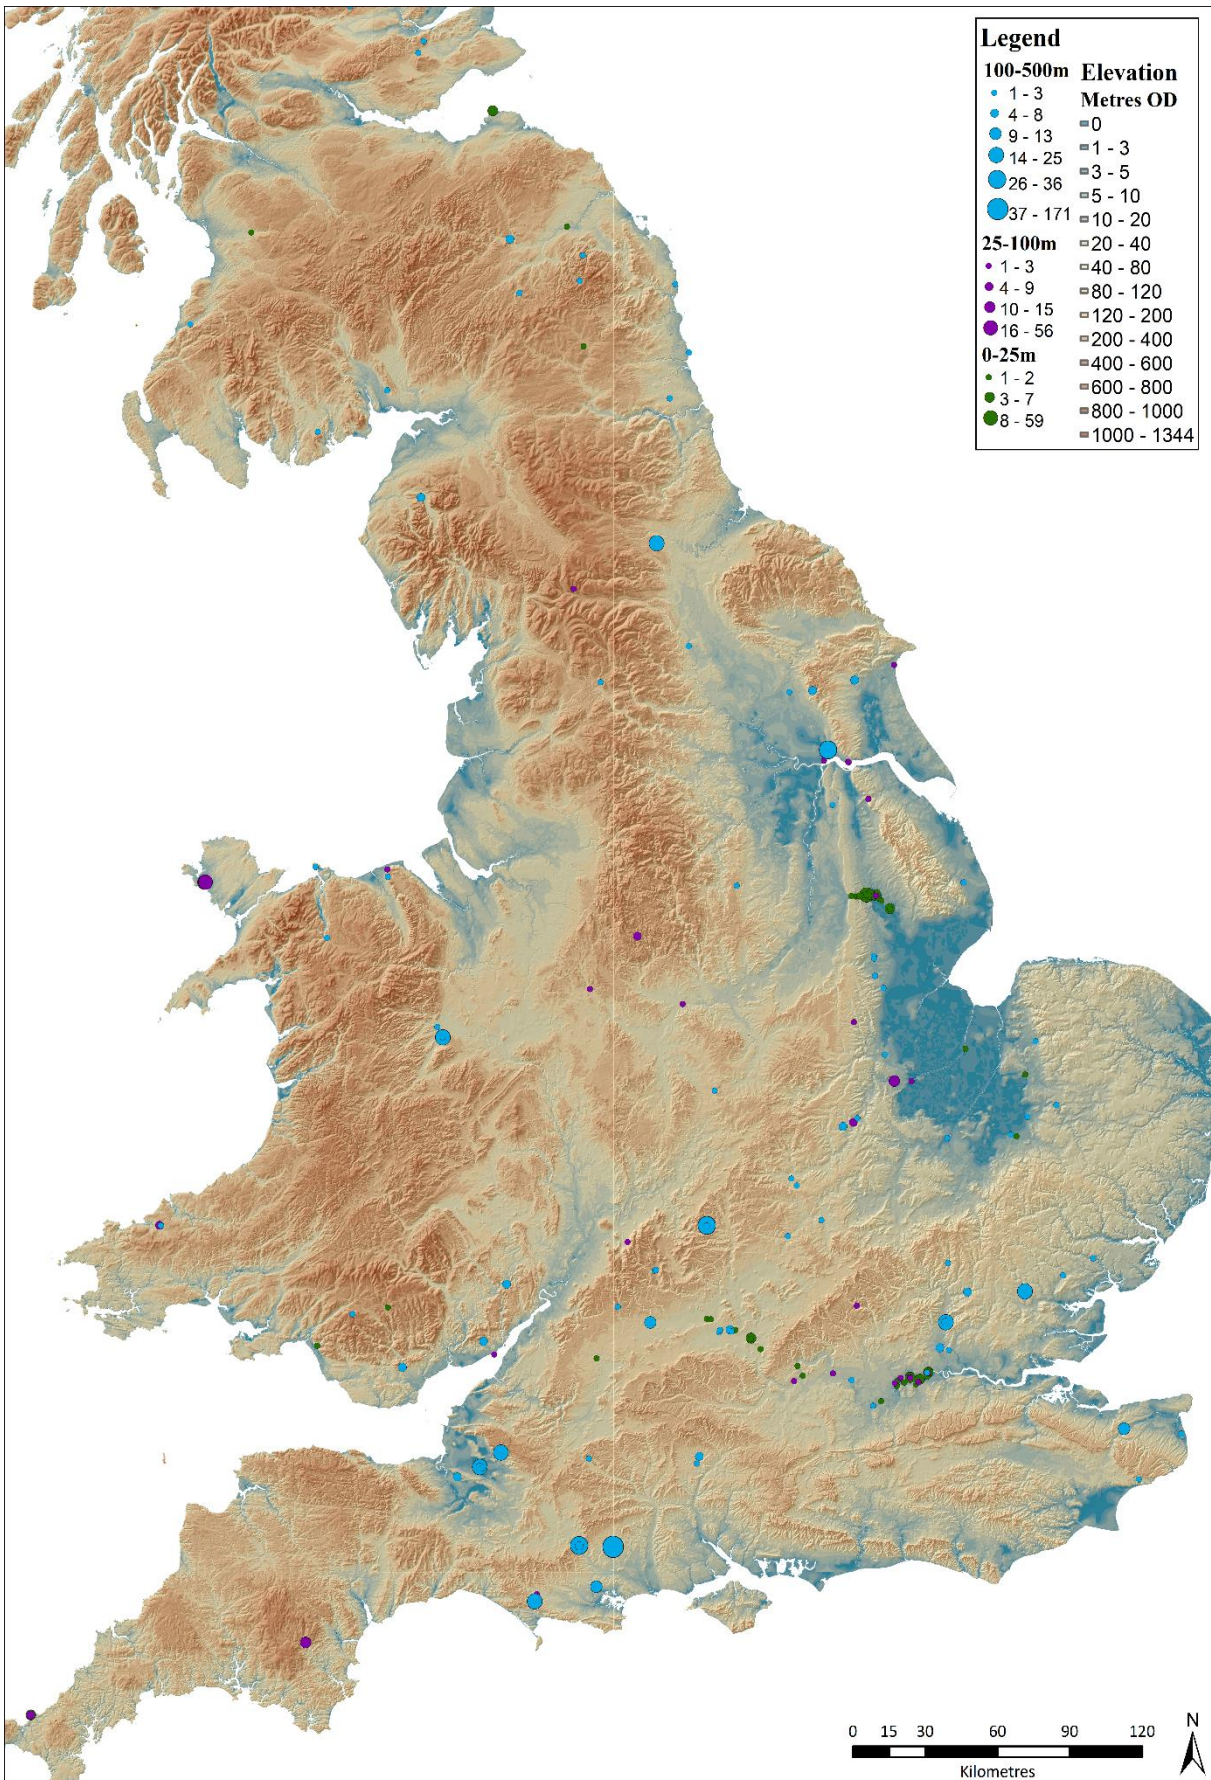 Legend
100-500m
1 - 3
4 - 8
9 - 13
14 - 25
26 - 36
37 - 171
25-100m
1 - 3
4 - 9
10 - 15
16 - 56
0-25m
1 - 2
3 - 7
8 - 59
Elevation
Metres OD
0
1 - 3
3 - 5
5 - 10
10 - 20
20 - 40
40 - 80
80 - 120
120 - 200
200 - 400
400 - 600
600 - 800
800 - 1000
1000 - 1344
N
0 15 30 60 90 120
Kilometres